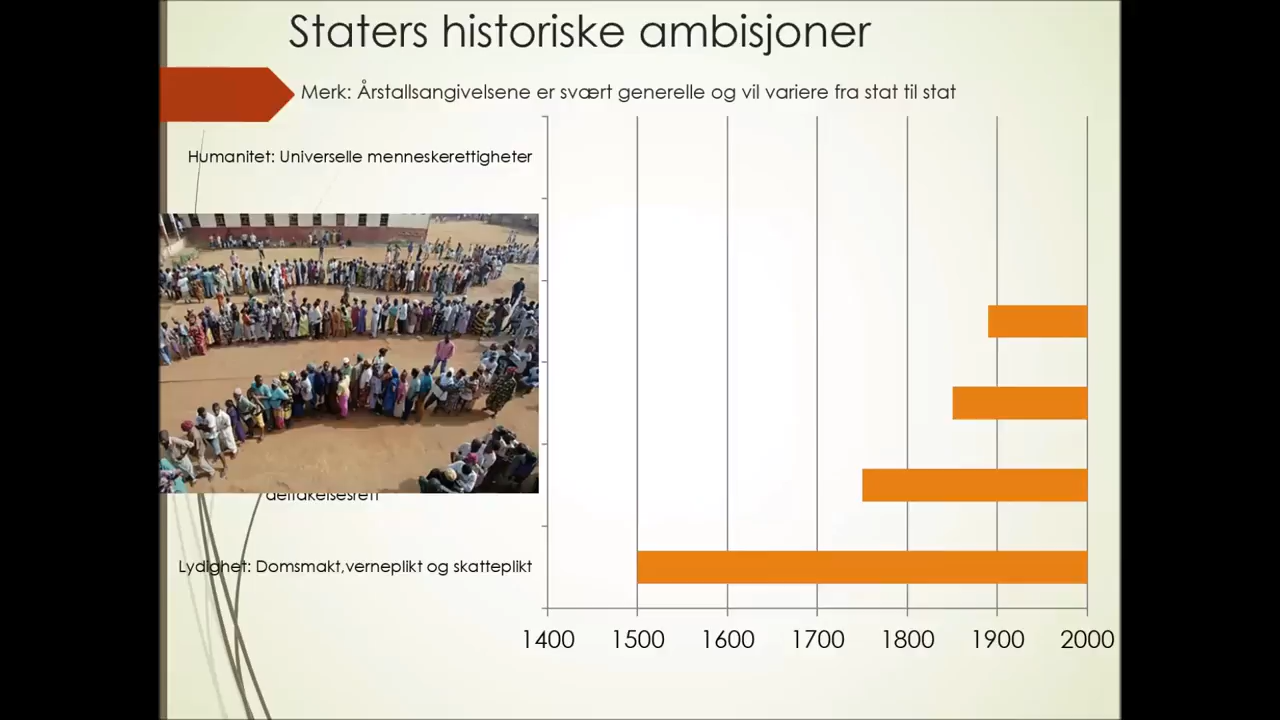 Staters historiske ambisjoner
Merk: Årstallsangivelsene er svært generelle og vil variere fra stat til stat
Humanitet: Universelle menneskerettigheter
deltakelsesrett
Lydighet: Domsmakt,verneplikt og skatteplikt
1400 1500 1600 1700 1800 1900 2000